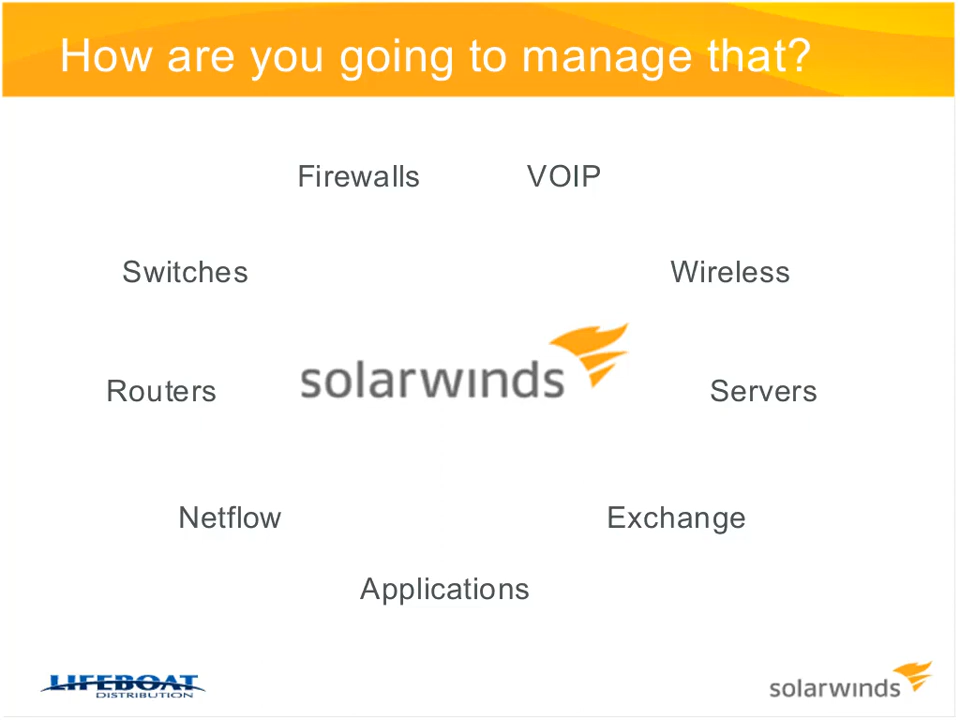 How are you going to manage that?
Firewalls
VOIP
Switches
Wireless
solarwinds
Routers
Servers
Netflow
Exchange
Applications
LIFEBOAT
DISTRIBUTION
solarwinds